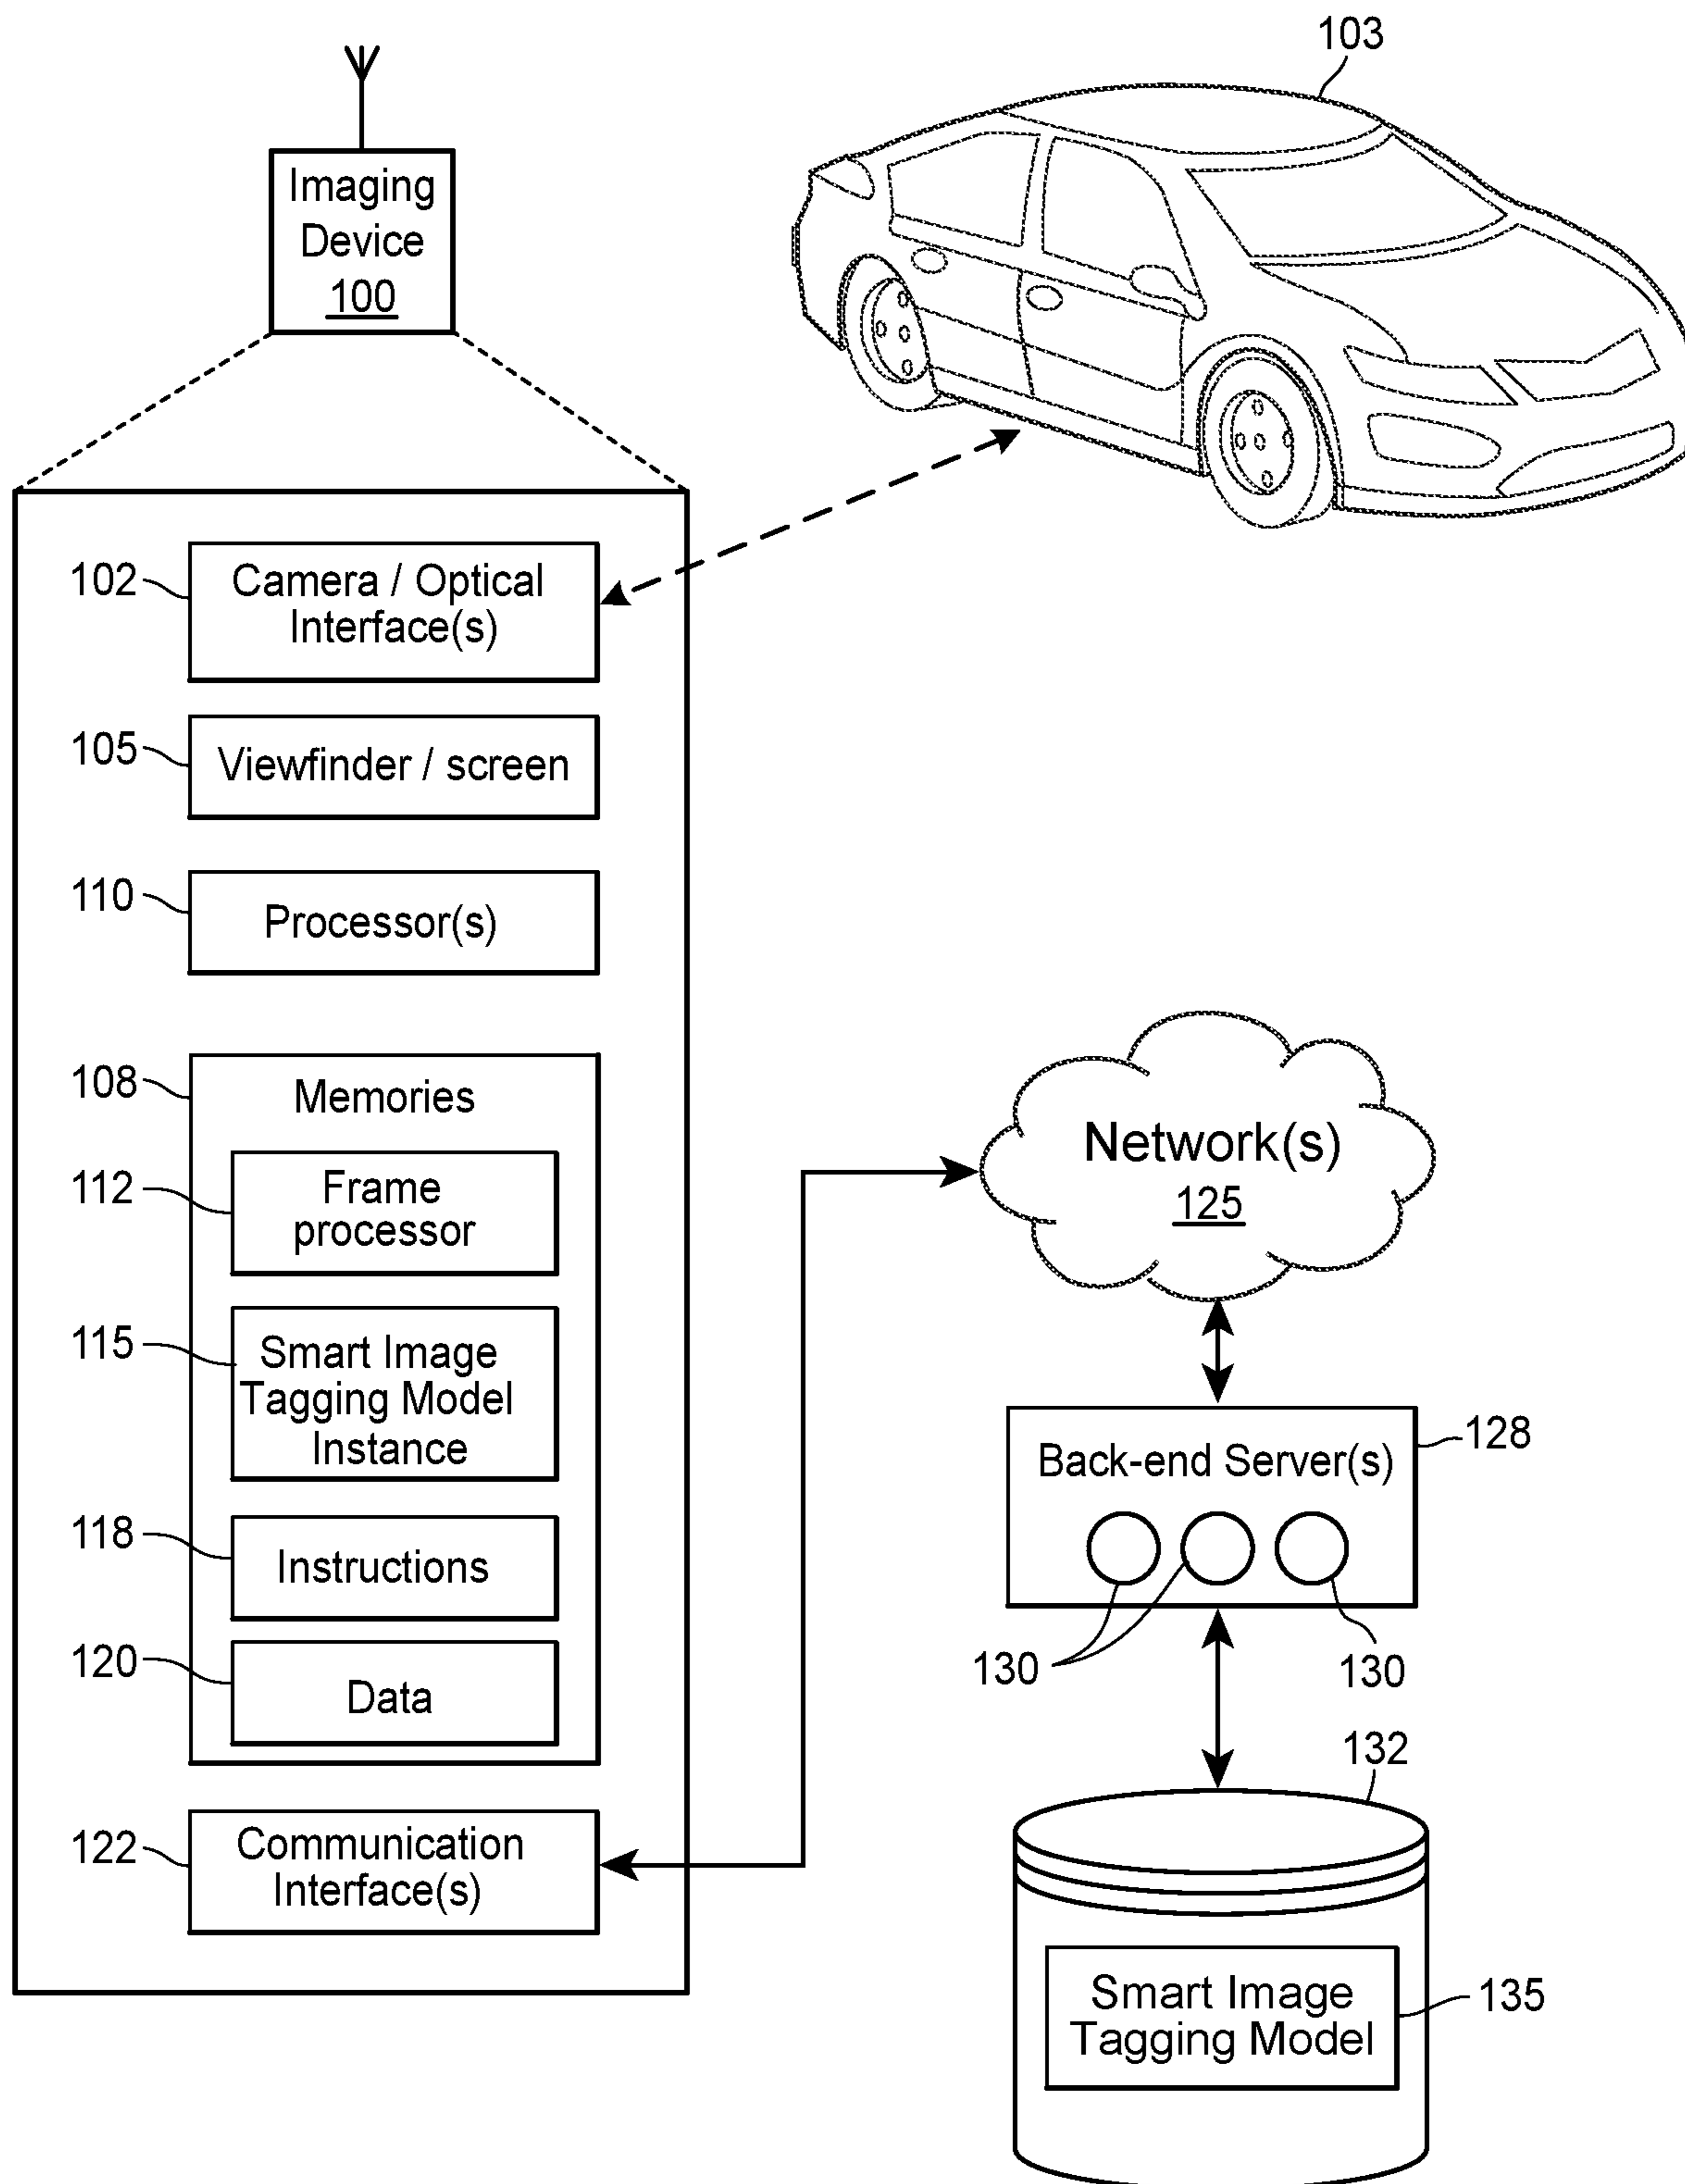 103
Imaging
Device
100
102
Camera / Optical
Interface(s)
105
Viewfinder / screen
110
Processor(s)
108
Memories
112
Frame
processor
115
Smart Image
Tagging Model
Instance
118
Instructions
120
Data
122
Communication
Interface(s)
Network(s)
125
Back-end Server(s)
128
130
130
132
Smart Image
Tagging Model
135